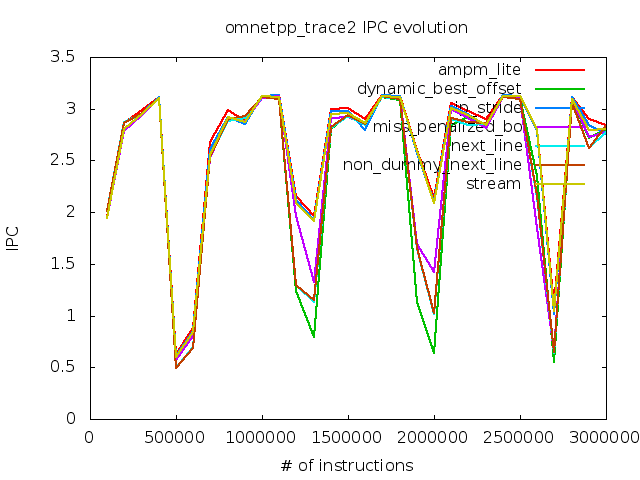 omnetpp_trace2 IPC evolution
3.5
3
2.5
2
1.5
1
0.5
0
IPC
ampm_lite
dynamic_best_offset
ip_stride
miss_penalized_bo
next_line
non_dummy_next_line
stream
0 500000 1000000 1500000 2000000 2500000 3000000
# of instructions